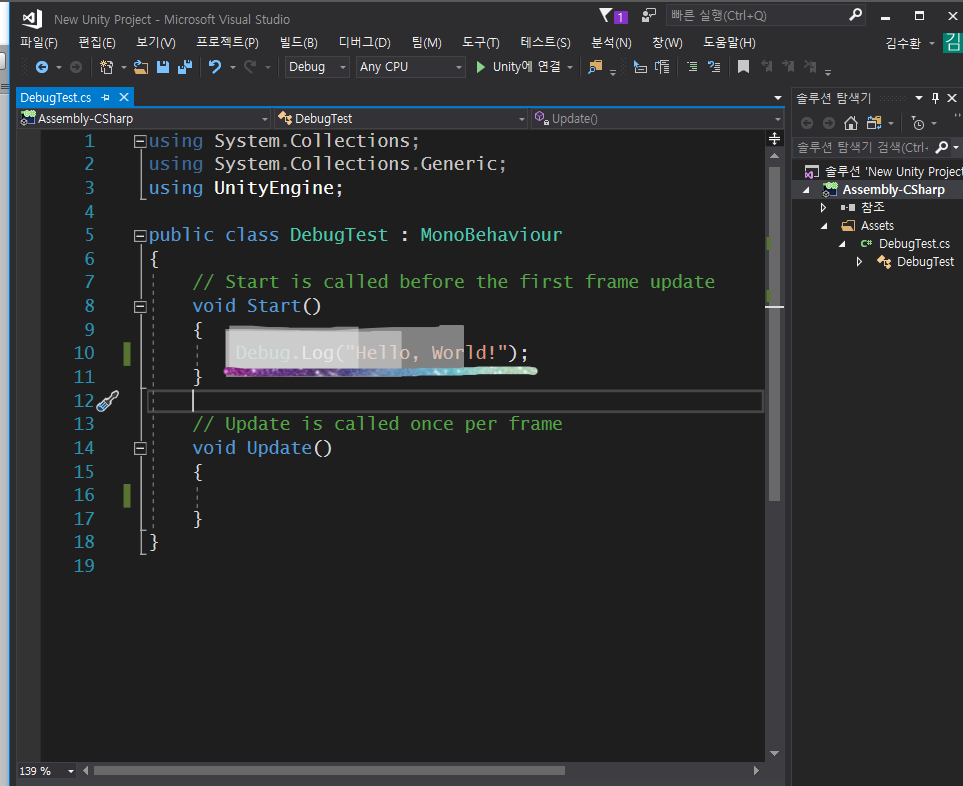 New Unity Project - Microsoft Visual Studio
1
빠른 실행(Ctrl+Q)
파일(F) 편집(E) 보기(V) 프로젝트(P) 빌드(B) 디버그(D) 팀(M) 도구(T) 테스트(S) 분석(N) 창(W) 도움말(H) 김수환 김
Debug Any CPU Unity에 연결
DebugTest.cs
Assembly-CSharp DebugTest Update()
1 using System.Collections;
2 using System.Collections.Generic;
3 using UnityEngine;
4
5 public class DebugTest : MonoBehaviour
6 {
7 // Start is called before the first frame update
8 void Start()
9 {
10 Debug.Log("Hello, World!");
11 }
12
13 // Update is called once per frame
14 void Update()
15 {
16
17 }
18 }
19
139 %
솔루션 탐색기
솔루션 탐색기 검색(Ctrl+
솔루션 'New Unity Project
Assembly-CSharp
참조
Assets
C# DebugTest.cs
DebugTest